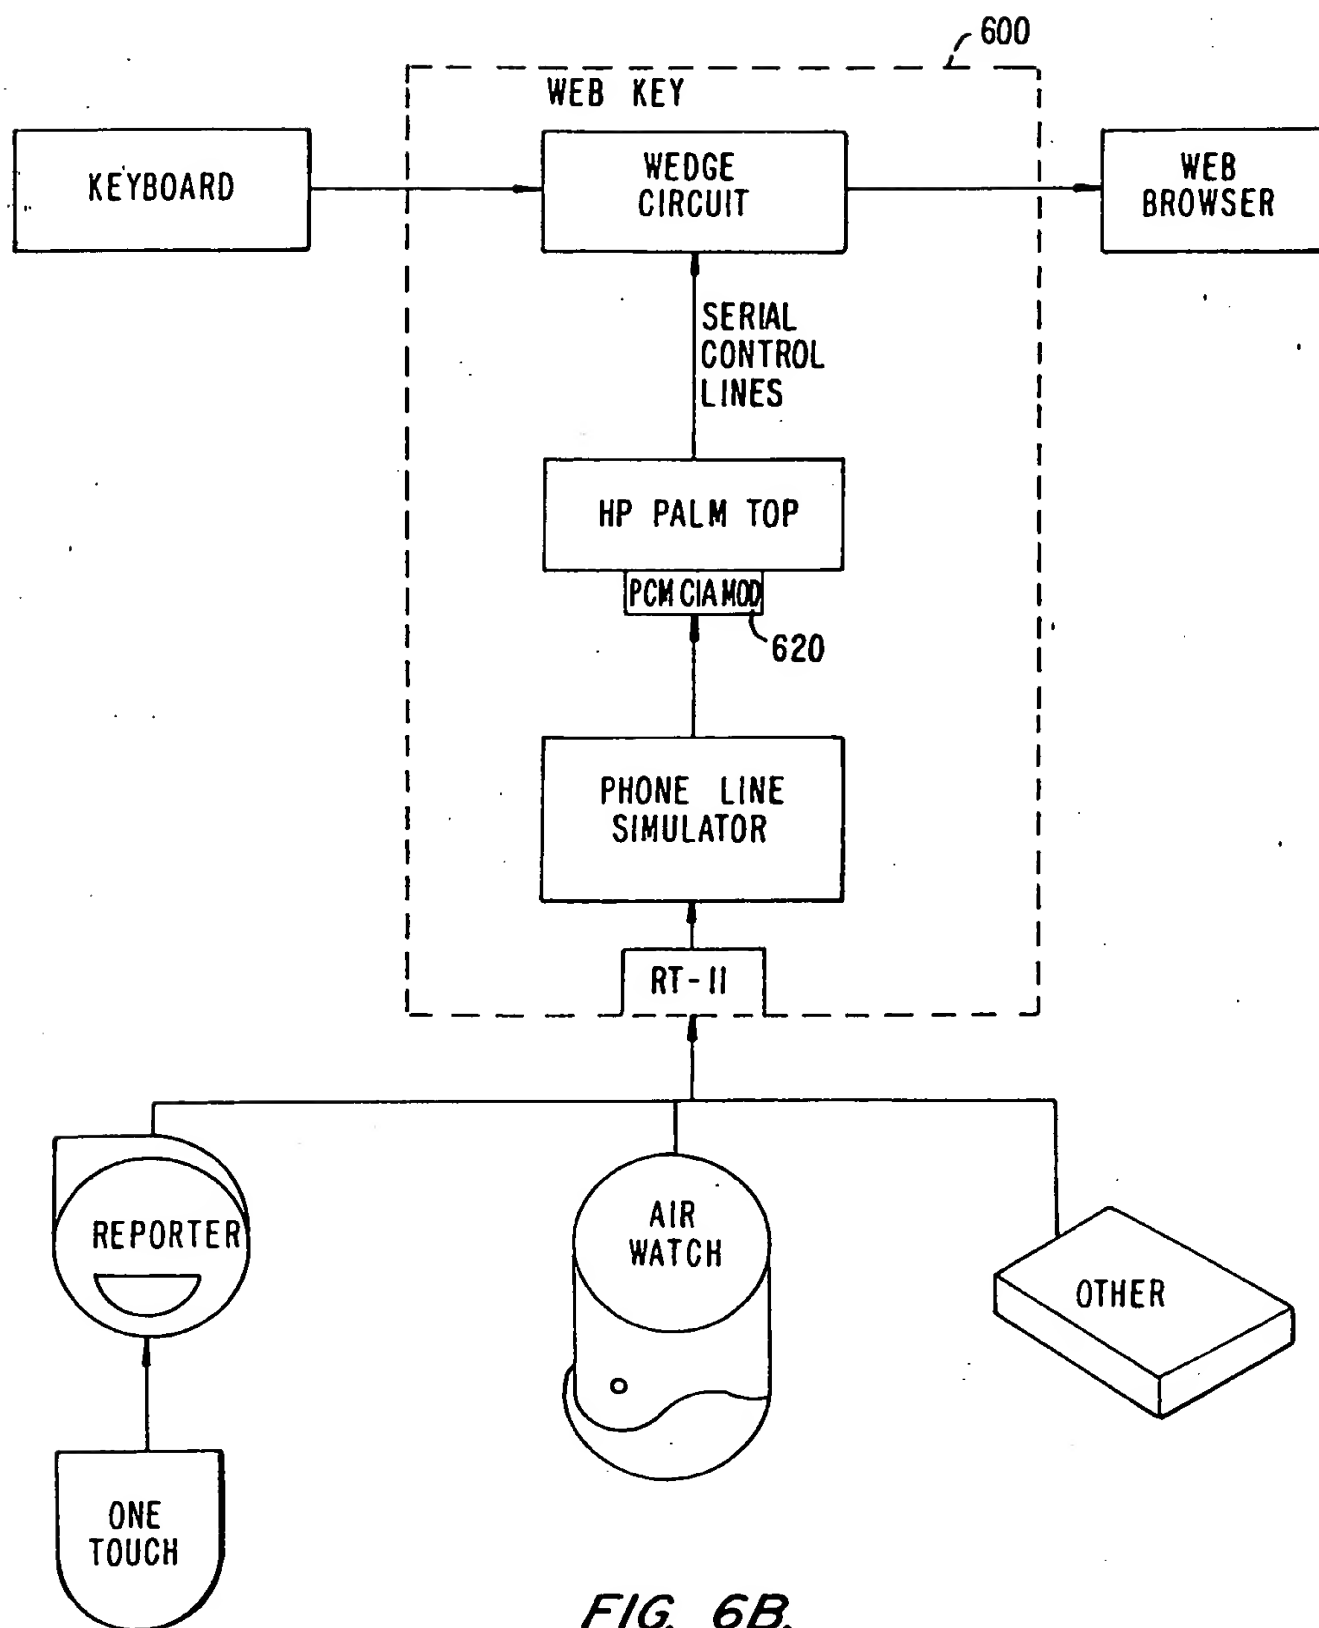 600
WEB KEY
KEYBOARD
WEDGE
CIRCUIT
WEB
BROWSER
SERIAL
CONTROL
LINES
HP PALM TOP
PCMCIA MOD
620
PHONE LINE
SIMULATOR
RT-11
REPORTER
AIR
WATCH
OTHER
ONE
TOUCH
FIG. 6B.